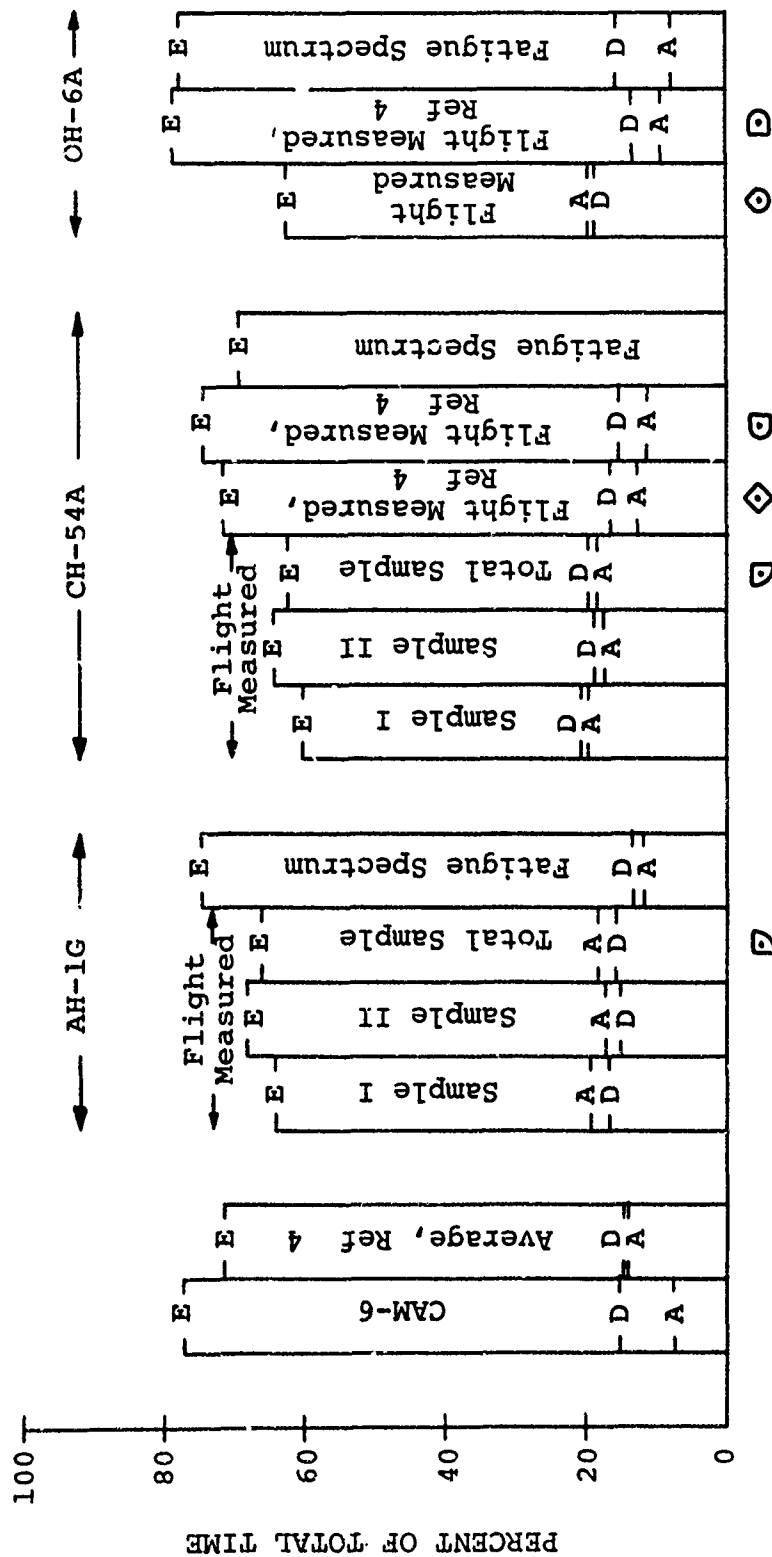 AH-1G
CH-54A
OH-6A
Flight
Measured
Flight
Measured
PERCENT OF TOTAL TIME
100
80
60
40
20
0
E
CAM-6
D
A
E
Average, Ref 4
D
A
E
Sample I
A
D
E
Sample II
A
D
E
Total Sample
A
D
E
Fatigue Spectrum
D
A
E
Sample I
D
A
E
Sample II
D
A
E
Total Sample
D
A
E
Flight Measured,
Ref 4
D
A
E
Flight Measured,
Ref 4
D
A
E
Fatigue Spectrum
E
Flight
Measured
A
D
E
Flight Measured,
Ref 4
D
A
E
Fatigue Spectrum
D
A